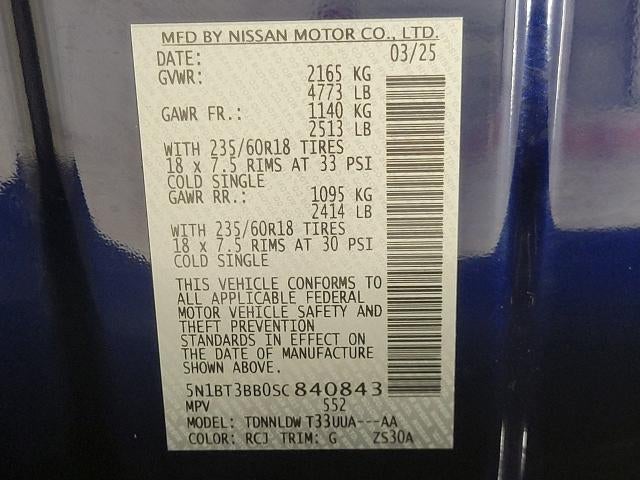 MFD BY NISSAN MOTOR CO., LTD.
DATE: 03/25
GVWR: 2165 KG
4773 LB
GAWR FR.: 1140 KG
2513 LB
WITH 235/60R18 TIRES
18 x 7.5 RIMS AT 33 PSI
COLD SINGLE
GAWR RR.: 1095 KG
2414 LB
WITH 235/60R18 TIRES
18 x 7.5 RIMS AT 30 PSI
COLD SINGLE
THIS VEHICLE CONFORMS TO
ALL APPLICABLE FEDERAL
MOTOR VEHICLE SAFETY AND
THEFT PREVENTION
STANDARDS IN EFFECT ON
THE DATE OF MANUFACTURE
SHOWN ABOVE.
5N1BT3BB0SC840843
MPV 552
MODEL: TDNNLDW T33UUA---AA
COLOR: RCJ TRIM: G ZS30A